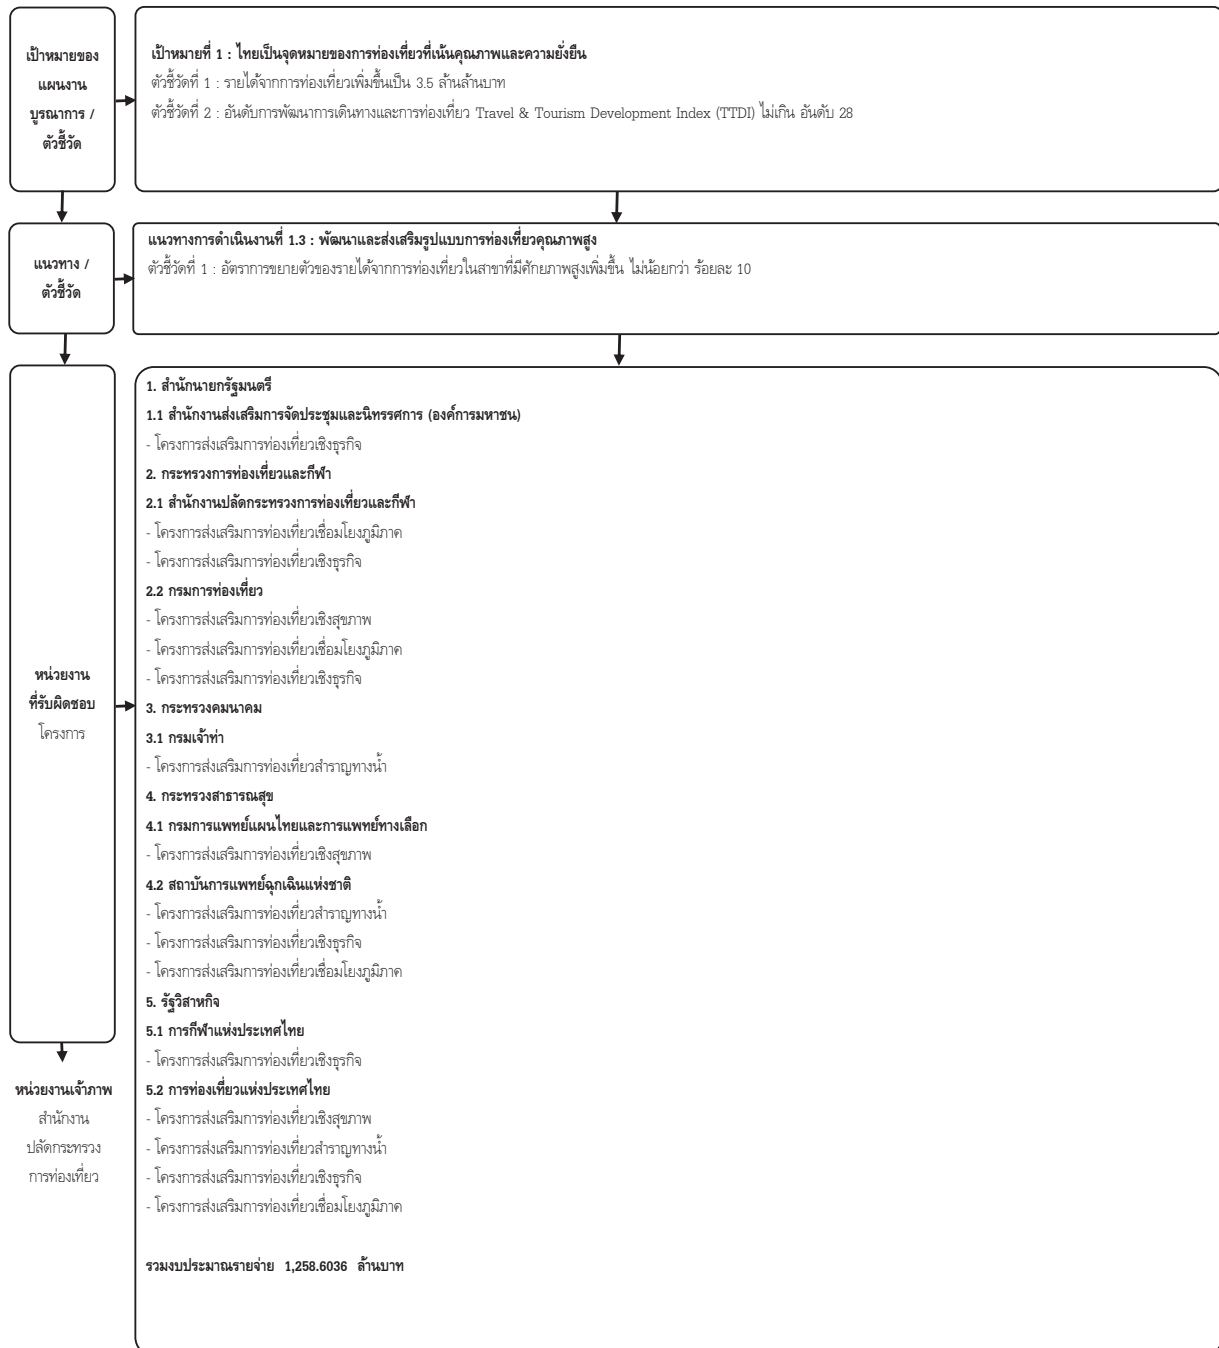 เป้าหมายของ
แผนงาน
บูรณาการ /
ตัวชี้วัด
เป้าหมายที่ 1 : ไทยเป็นจุดหมายของการท่องเที่ยวที่เน้นคุณภาพและความยั่งยืน
ตัวชี้วัดที่ 1 : รายได้จากการท่องเที่ยวเพิ่มขึ้นเป็น 3.5 ล้านล้านบาท
ตัวชี้วัดที่ 2 : อันดับการพัฒนาการเดินทางและการท่องเที่ยว Travel & Tourism Development Index (TTDI) ไม่เกิน อันดับ 28
แนวทาง /
ตัวชี้วัด
แนวทางการดำเนินงานที่ 1.3 : พัฒนาและส่งเสริมรูปแบบการท่องเที่ยวคุณภาพสูง
ตัวชี้วัดที่ 1 : อัตราการขยายตัวของรายได้จากการท่องเที่ยวในสาขาที่มีศักยภาพสูงเพิ่มขึ้น ไม่น้อยกว่า ร้อยละ 10
หน่วยงาน
ที่รับผิดชอบ
โครงการ
1. สำนักนายกรัฐมนตรี
1.1 สำนักงานส่งเสริมการจัดประชุมและนิทรรศการ (องค์การมหาชน)
- โครงการส่งเสริมการท่องเที่ยวเชิงธุรกิจ
2. กระทรวงการท่องเที่ยวและกีฬา
2.1 สำนักงานปลัดกระทรวงการท่องเที่ยวและกีฬา
- โครงการส่งเสริมการท่องเที่ยวเชื่อมโยงภูมิภาค
- โครงการส่งเสริมการท่องเที่ยวเชิงธุรกิจ
2.2 กรมการท่องเที่ยว
- โครงการส่งเสริมการท่องเที่ยวเชิงสุขภาพ
- โครงการส่งเสริมการท่องเที่ยวเชื่อมโยงภูมิภาค
- โครงการส่งเสริมการท่องเที่ยวเชิงธุรกิจ
3. กระทรวงคมนาคม
3.1 กรมเจ้าท่า
- โครงการส่งเสริมการท่องเที่ยวสำราญทางน้ำ
4. กระทรวงสาธารณสุข
4.1 กรมการแพทย์แผนไทยและการแพทย์ทางเลือก
- โครงการส่งเสริมการท่องเที่ยวเชิงสุขภาพ
4.2 สถาบันการแพทย์ฉุกเฉินแห่งชาติ
- โครงการส่งเสริมการท่องเที่ยวสำราญทางน้ำ
- โครงการส่งเสริมการท่องเที่ยวเชิงธุรกิจ
- โครงการส่งเสริมการท่องเที่ยวเชื่อมโยงภูมิภาค
5. รัฐวิสาหกิจ
5.1 การกีฬาแห่งประเทศไทย
- โครงการส่งเสริมการท่องเที่ยวเชิงธุรกิจ
5.2 การท่องเที่ยวแห่งประเทศไทย
- โครงการส่งเสริมการท่องเที่ยวเชิงสุขภาพ
- โครงการส่งเสริมการท่องเที่ยวสำราญทางน้ำ
- โครงการส่งเสริมการท่องเที่ยวเชิงธุรกิจ
- โครงการส่งเสริมการท่องเที่ยวเชื่อมโยงภูมิภาค
รวมงบประมาณรายจ่าย 1,258.6036 ล้านบาท
หน่วยงานเจ้าภาพ
สำนักงาน
ปลัดกระทรวง
การท่องเที่ยว